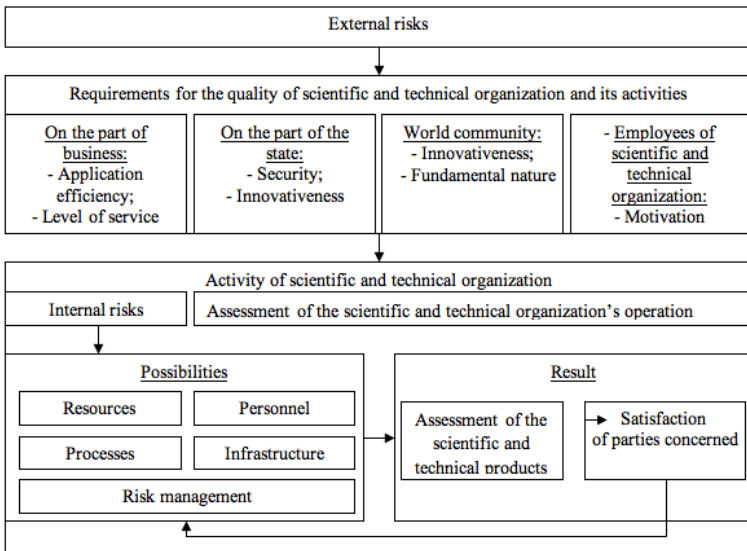 External risks
Requirements for the quality of scientific and technical organization and its activities
On the part of
business:
- Application
efficiency;
- Level of service
On the part of the
state:
- Security;
- Innovativeness
World community:
- Innovativeness;
- Fundamental nature
- Employees of
scientific and
technical
organization:
- Motivation
Activity of scientific and technical organization
Internal risks
Assessment of the scientific and technical organization's operation
Possibilities
Resources
Personnel
Processes
Infrastructure
Risk management
Result
Assessment of the
scientific and
technical products
Satisfaction
of parties concerned